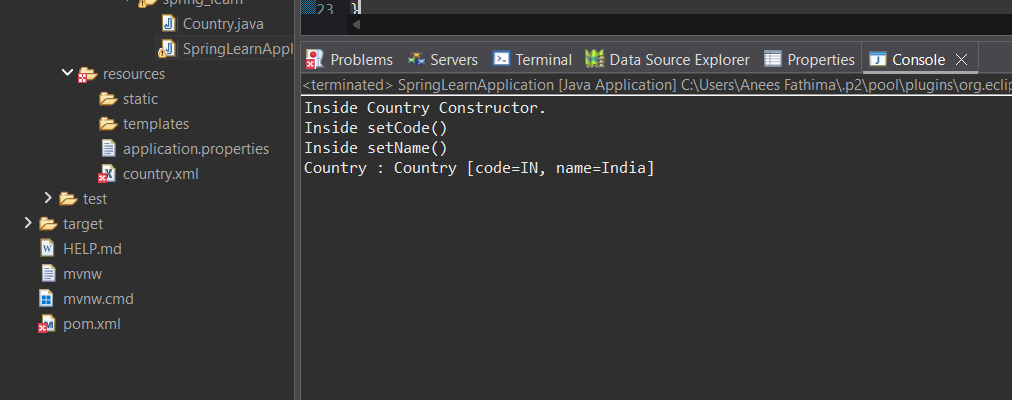 spring_learn
Country.java
SpringLearnAppl
resources
static
templates
application.properties
country.xml
test
target
HELP.md
mvnw
mvnw.cmd
pom.xml
23 }
Problems Servers Terminal Data Source Explorer Properties Console
<terminated> SpringLearnApplication [Java Application] C:\Users\Anees Fathima\.p2\pool\plugins\org.eclip
Inside Country Constructor.
Inside setCode()
Inside setName()
Country : Country [code=IN, name=India]